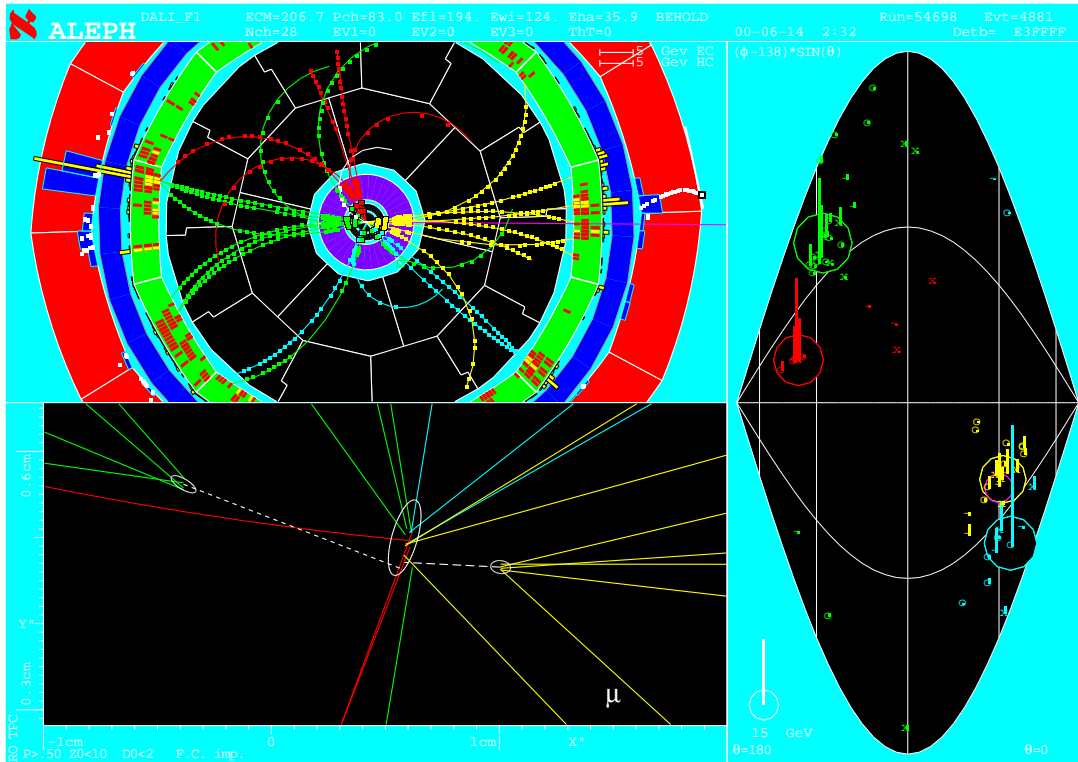 ALEPH DALI_F1 ECM=206.7 Pch=83.0 Efl=194. Ewi=124. Eha=35.9 BEHOLD Run=54698 Evt=4881
Nch=28 EV1=0 EV2=0 EV3=0 ThT=0 00-06-14 2:32 Detb= E3FFFF
5 Gev EC
5 Gev HC
(ϕ-138)*SIN(θ)
0.6cm
Y"
0.3cm
μ
15 GeV
θ=180 θ=0
RO TPC
-1cm 0 1cm X"
P>.50 Z0<10 D0<2 F.C. imp.